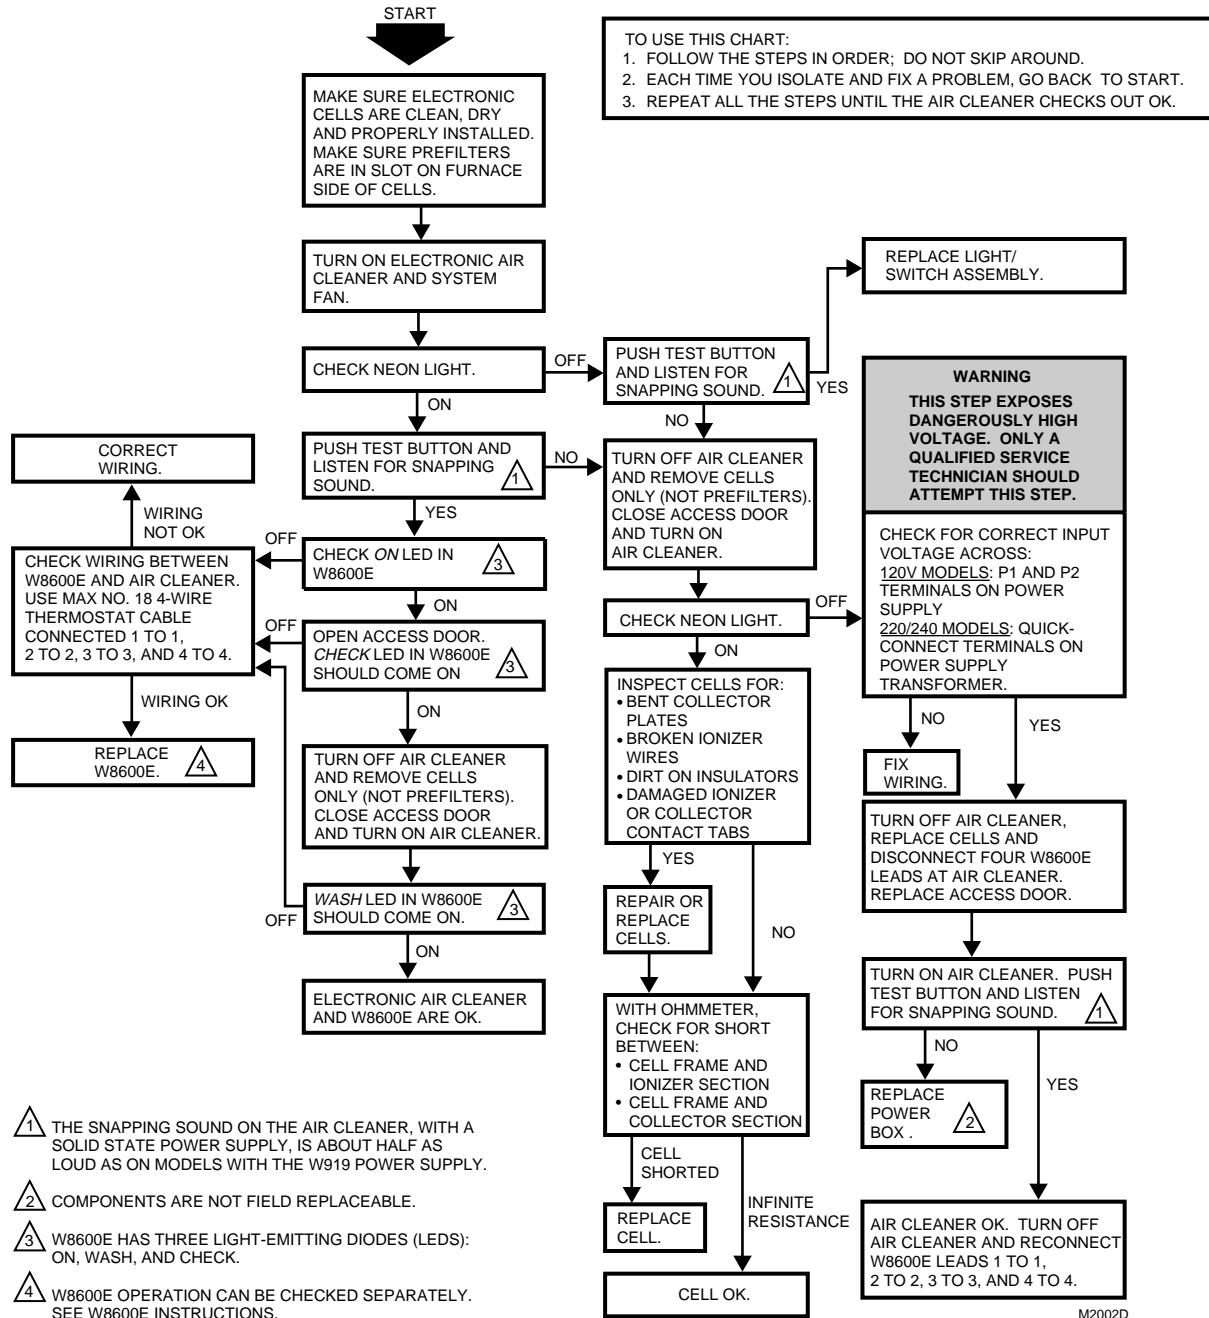 START
TO USE THIS CHART:
1. FOLLOW THE STEPS IN ORDER; DO NOT SKIP AROUND.
2. EACH TIME YOU ISOLATE AND FIX A PROBLEM, GO BACK TO START.
3. REPEAT ALL THE STEPS UNTIL THE AIR CLEANER CHECKS OUT OK.
MAKE SURE ELECTRONIC
CELLS ARE CLEAN, DRY
AND PROPERLY INSTALLED.
MAKE SURE PREFILTERS
ARE IN SLOT ON FURNACE
SIDE OF CELLS.
TURN ON ELECTRONIC AIR
CLEANER AND SYSTEM
FAN.
CHECK NEON LIGHT.
OFF
ON
PUSH TEST BUTTON
AND LISTEN FOR
SNAPPING SOUND. 1
YES
NO
REPLACE LIGHT/
SWITCH ASSEMBLY.
PUSH TEST BUTTON AND
LISTEN FOR SNAPPING
SOUND. 1
NO
YES
CHECK ON LED IN
W8600E 3
OFF
ON
OPEN ACCESS DOOR.
CHECK LED IN W8600E
SHOULD COME ON 3
OFF
ON
TURN OFF AIR CLEANER
AND REMOVE CELLS
ONLY (NOT PREFILTERS).
CLOSE ACCESS DOOR
AND TURN ON AIR CLEANER.
WASH LED IN W8600E
SHOULD COME ON. 3
OFF
ON
ELECTRONIC AIR CLEANER
AND W8600E ARE OK.
CORRECT
WIRING.
WIRING
NOT OK
CHECK WIRING BETWEEN
W8600E AND AIR CLEANER.
USE MAX NO. 18 4-WIRE
THERMOSTAT CABLE
CONNECTED 1 TO 1,
2 TO 2, 3 TO 3, AND 4 TO 4.
WIRING OK
REPLACE
W8600E. 4
TURN OFF AIR CLEANER
AND REMOVE CELLS
ONLY (NOT PREFILTERS).
CLOSE ACCESS DOOR
AND TURN ON
AIR CLEANER.
CHECK NEON LIGHT.
OFF
ON
INSPECT CELLS FOR:
• BENT COLLECTOR
PLATES
• BROKEN IONIZER
WIRES
• DIRT ON INSULATORS
• DAMAGED IONIZER
OR COLLECTOR
CONTACT TABS
YES
NO
REPAIR OR
REPLACE
CELLS.
WITH OHMMETER,
CHECK FOR SHORT
BETWEEN:
• CELL FRAME AND
IONIZER SECTION
• CELL FRAME AND
COLLECTOR SECTION
CELL
SHORTED
INFINITE
RESISTANCE
REPLACE
CELL.
CELL OK.
WARNING
THIS STEP EXPOSES
DANGEROUSLY HIGH
VOLTAGE. ONLY A
QUALIFIED SERVICE
TECHNICIAN SHOULD
ATTEMPT THIS STEP.
CHECK FOR CORRECT INPUT
VOLTAGE ACROSS:
120V MODELS: P1 AND P2
TERMINALS ON POWER
SUPPLY
220/240 MODELS: QUICK-
CONNECT TERMINALS ON
POWER SUPPLY
TRANSFORMER.
NO
YES
FIX
WIRING.
TURN OFF AIR CLEANER,
REPLACE CELLS AND
DISCONNECT FOUR W8600E
LEADS AT AIR CLEANER.
REPLACE ACCESS DOOR.
TURN ON AIR CLEANER. PUSH
TEST BUTTON AND LISTEN
FOR SNAPPING SOUND. 1
NO
YES
REPLACE
POWER
BOX . 2
AIR CLEANER OK. TURN OFF
AIR CLEANER AND RECONNECT
W8600E LEADS 1 TO 1,
2 TO 2, 3 TO 3, AND 4 TO 4.
1 THE SNAPPING SOUND ON THE AIR CLEANER, WITH A
SOLID STATE POWER SUPPLY, IS ABOUT HALF AS
LOUD AS ON MODELS WITH THE W919 POWER SUPPLY.
2 COMPONENTS ARE NOT FIELD REPLACEABLE.
3 W8600E HAS THREE LIGHT-EMITTING DIODES (LEDS):
ON, WASH, AND CHECK.
4 W8600E OPERATION CAN BE CHECKED SEPARATELY.
SEE W8600E INSTRUCTIONS.
M2002D